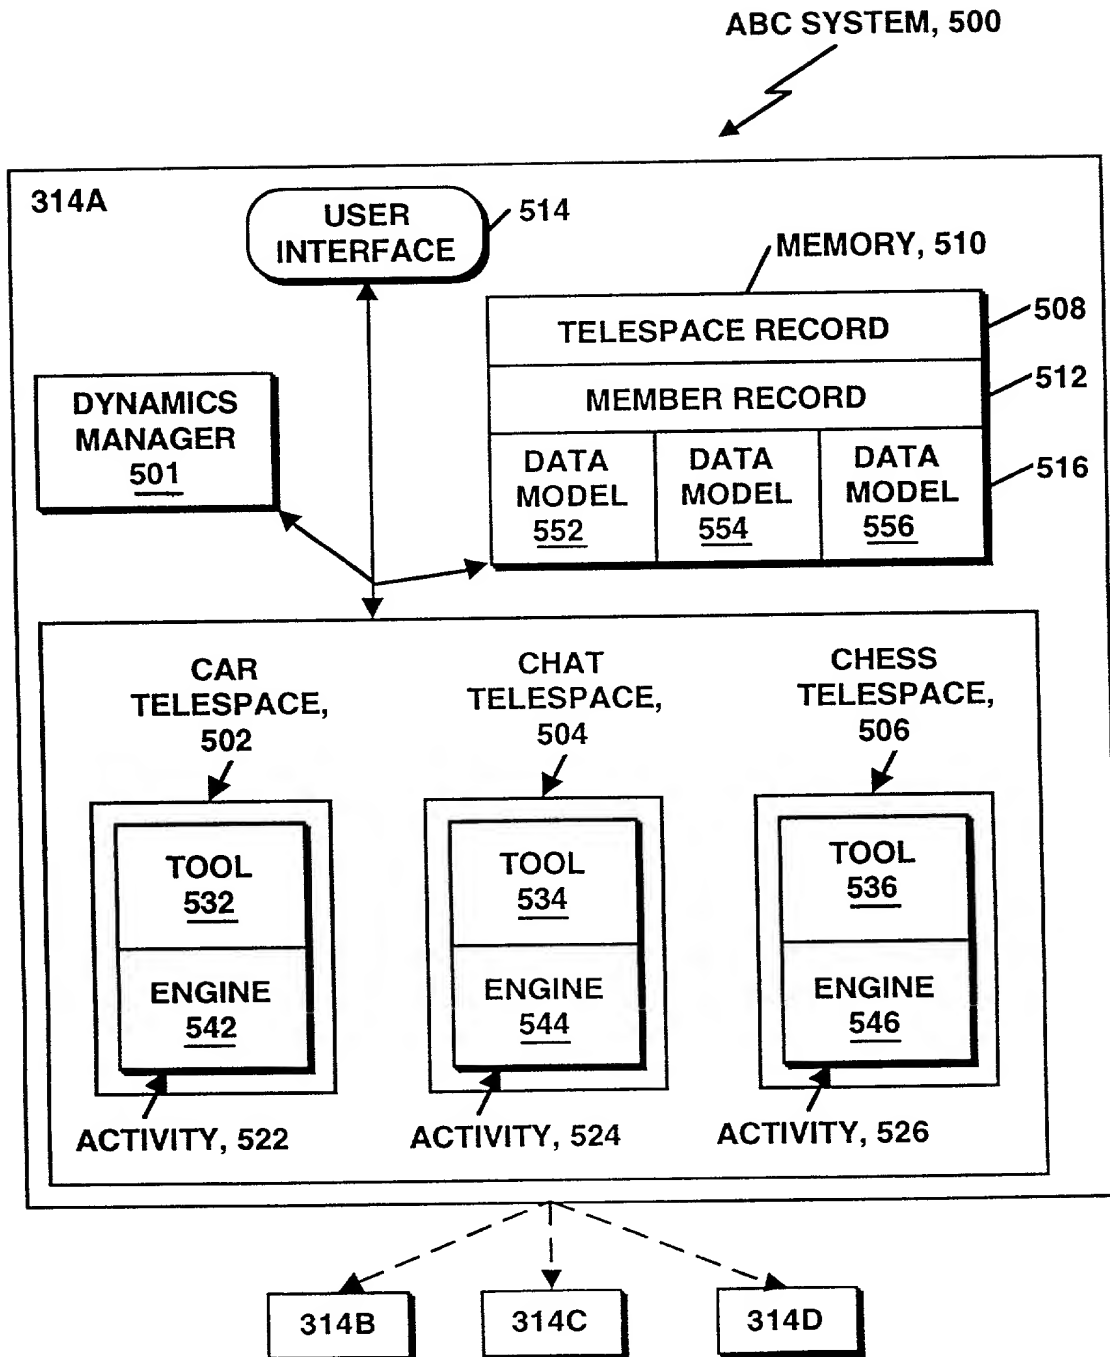 ABC SYSTEM, 500
314A
USER
INTERFACE
514
MEMORY, 510
TELESPACE RECORD
508
MEMBER RECORD
512
DYNAMICS
MANAGER
501
DATA
MODEL
552
DATA
MODEL
554
DATA
MODEL
556
516
CAR
TELESPACE,
502
CHAT
TELESPACE,
504
CHESS
TELESPACE,
506
TOOL
532
TOOL
534
TOOL
536
ENGINE
542
ENGINE
544
ENGINE
546
ACTIVITY, 522
ACTIVITY, 524
ACTIVITY, 526
314B
314C
314D